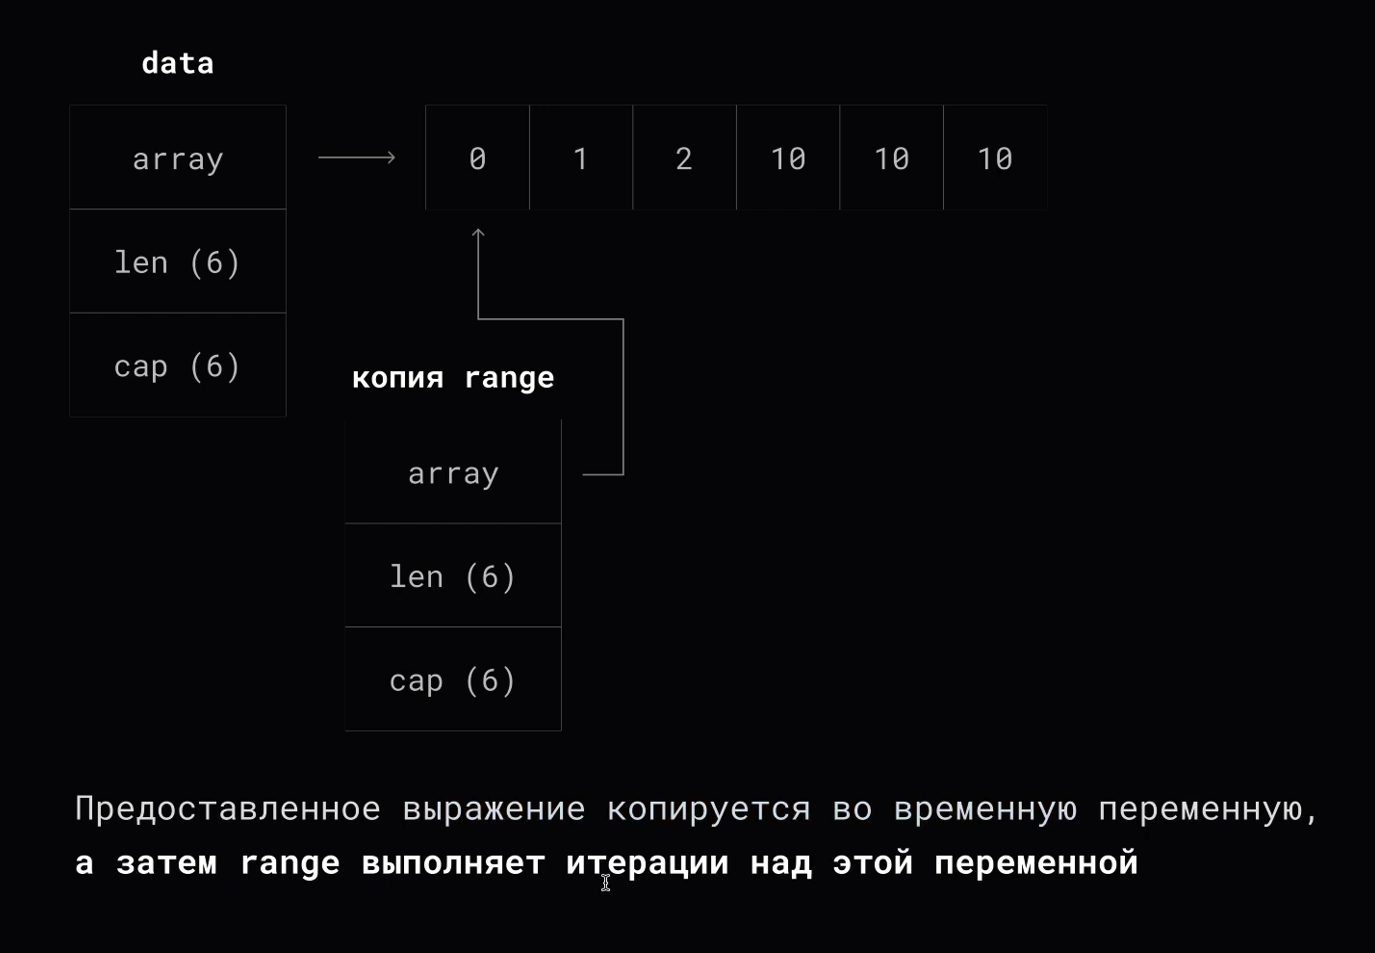 data
array
0 1 2 10 10 10
len (6)
cap (6)
копия range
array
len (6)
cap (6)
Предоставленное выражение копируется во временную переменную,
а затем range выполняет итерации над этой переменной